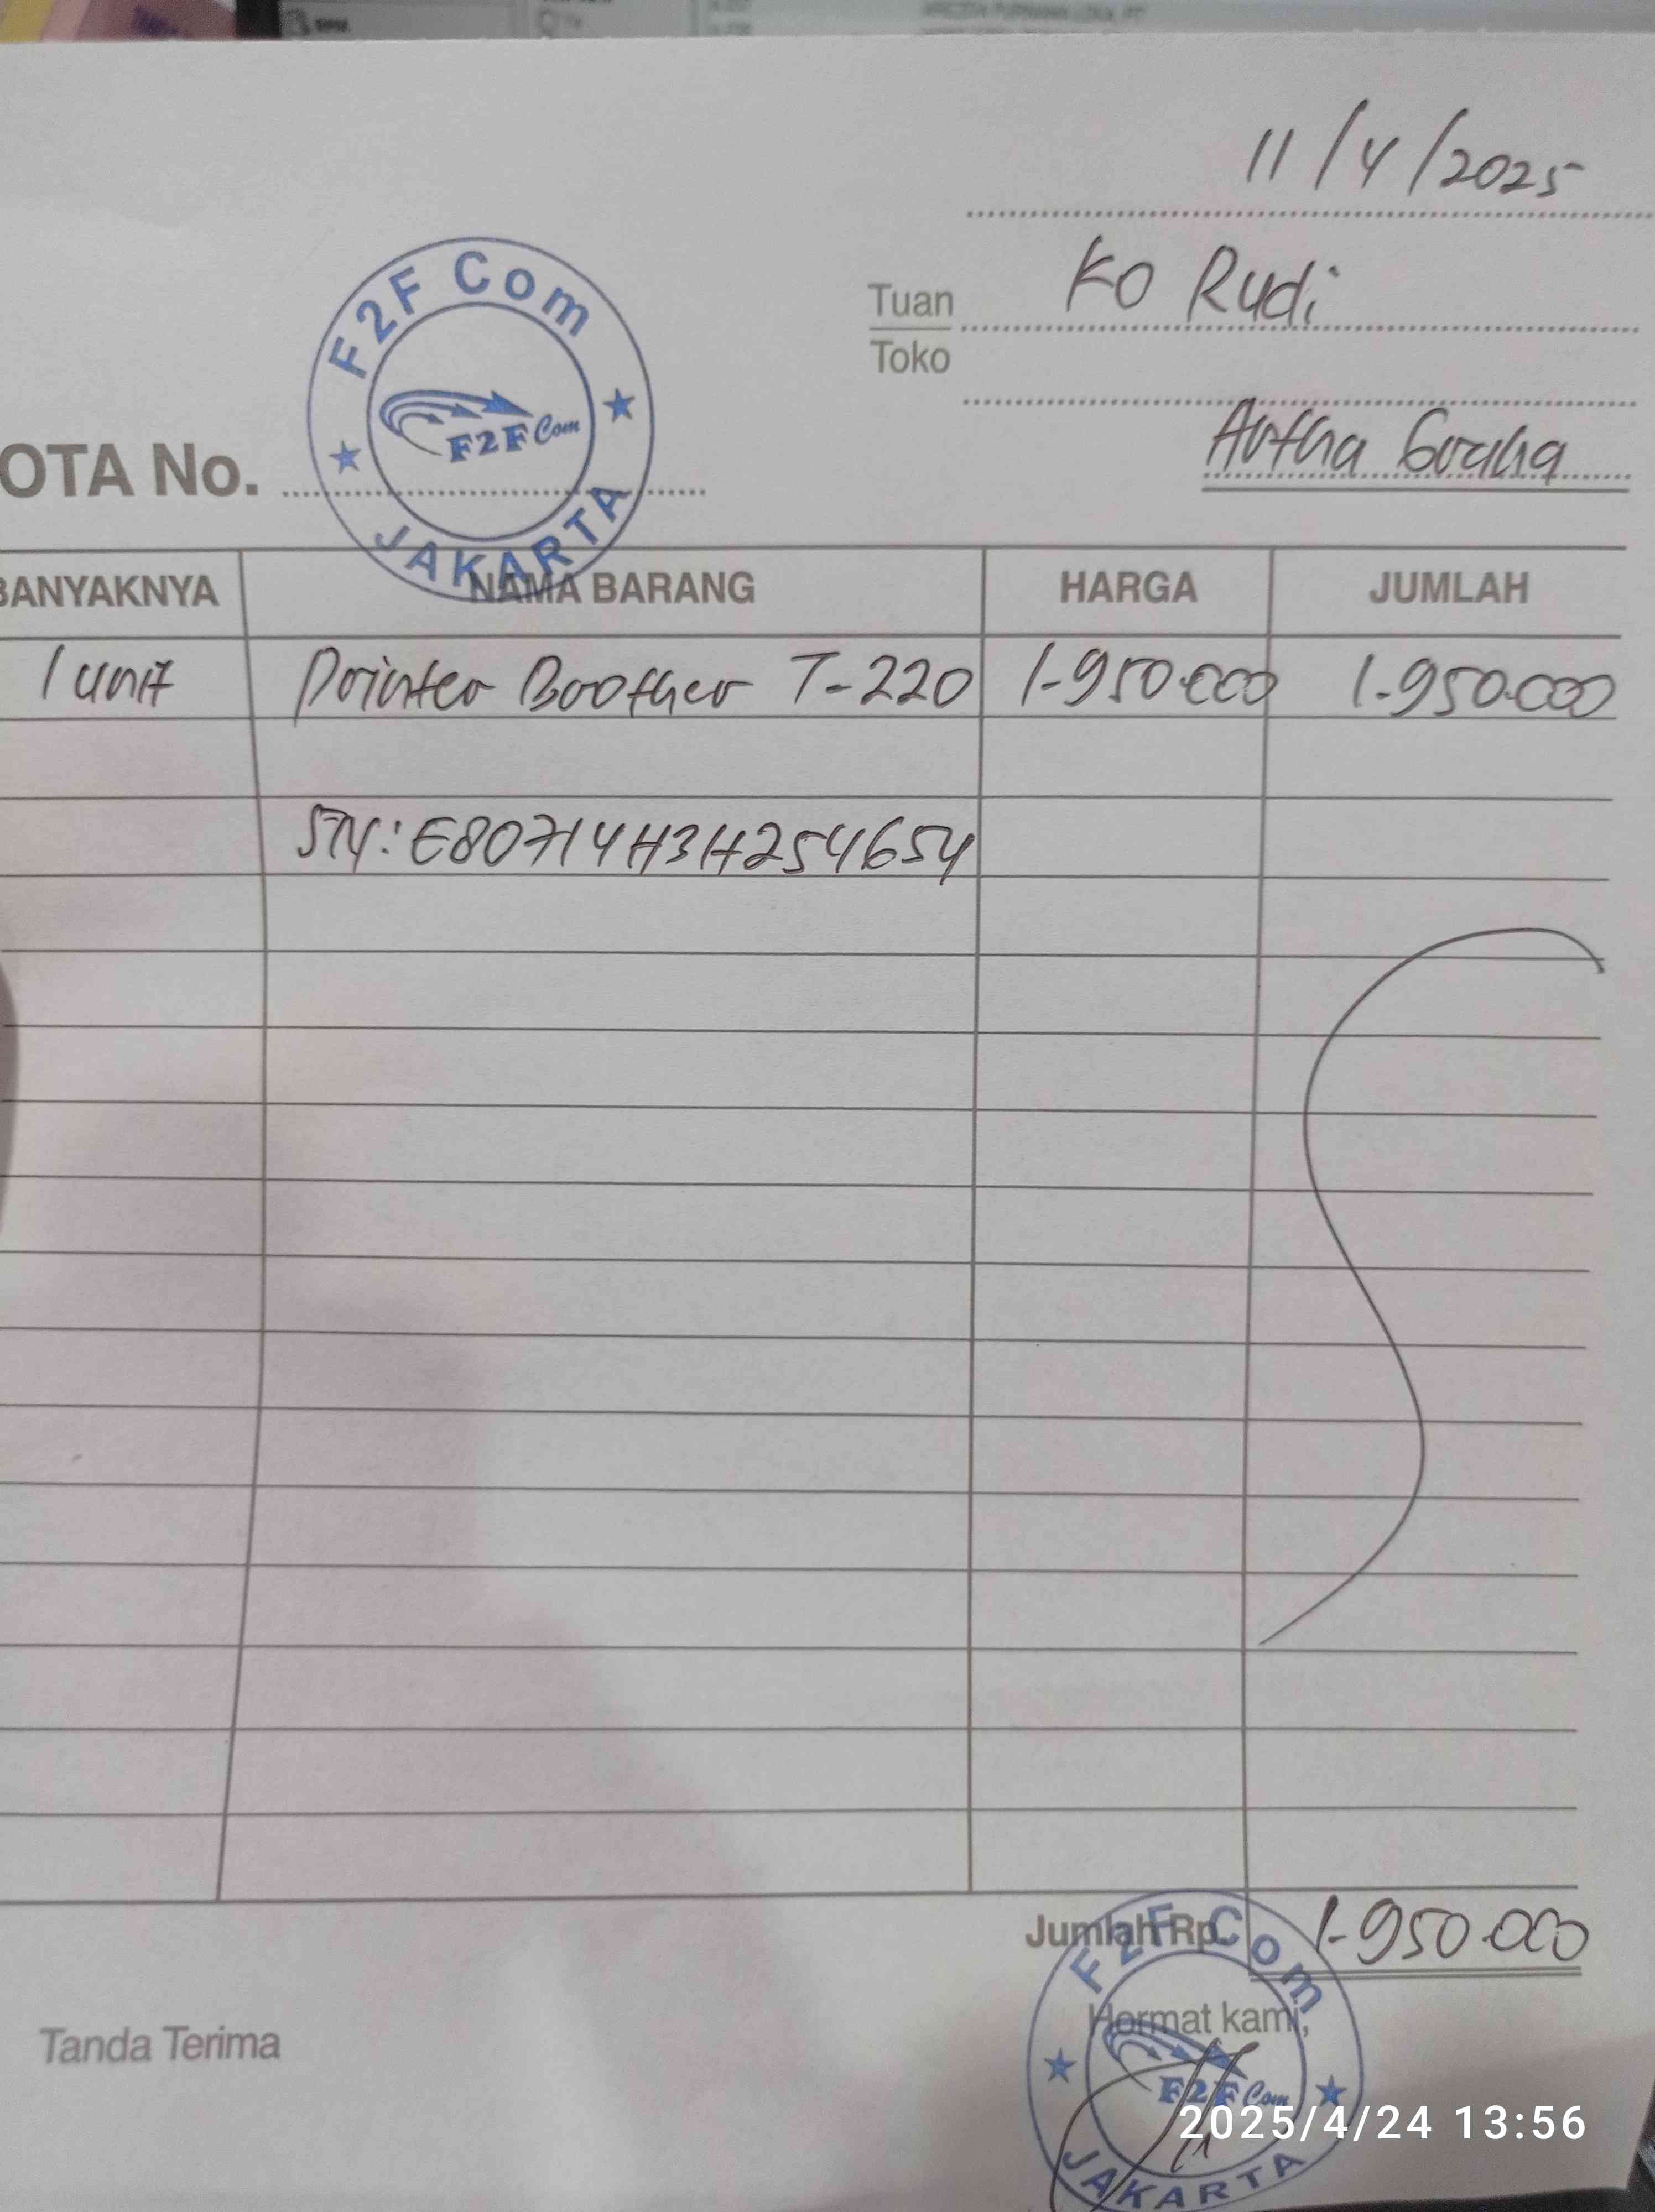 11/4/2025
Tuan Ko Rudi
Toko
Artha Graha
F2F Com
F2F Com
JAKARTA
OTA No.
BANYAKNYA NAMA BARANG HARGA JUMLAH
1 unit Printer Brother T-220 1.950.000 1.950.000
S/N: E80714H3H254654
Jumlah Rp. 1.950.000
Tanda Terima
Hormat kami,
F2F Com
F2F Com
JAKARTA
2025/4/24 13:56